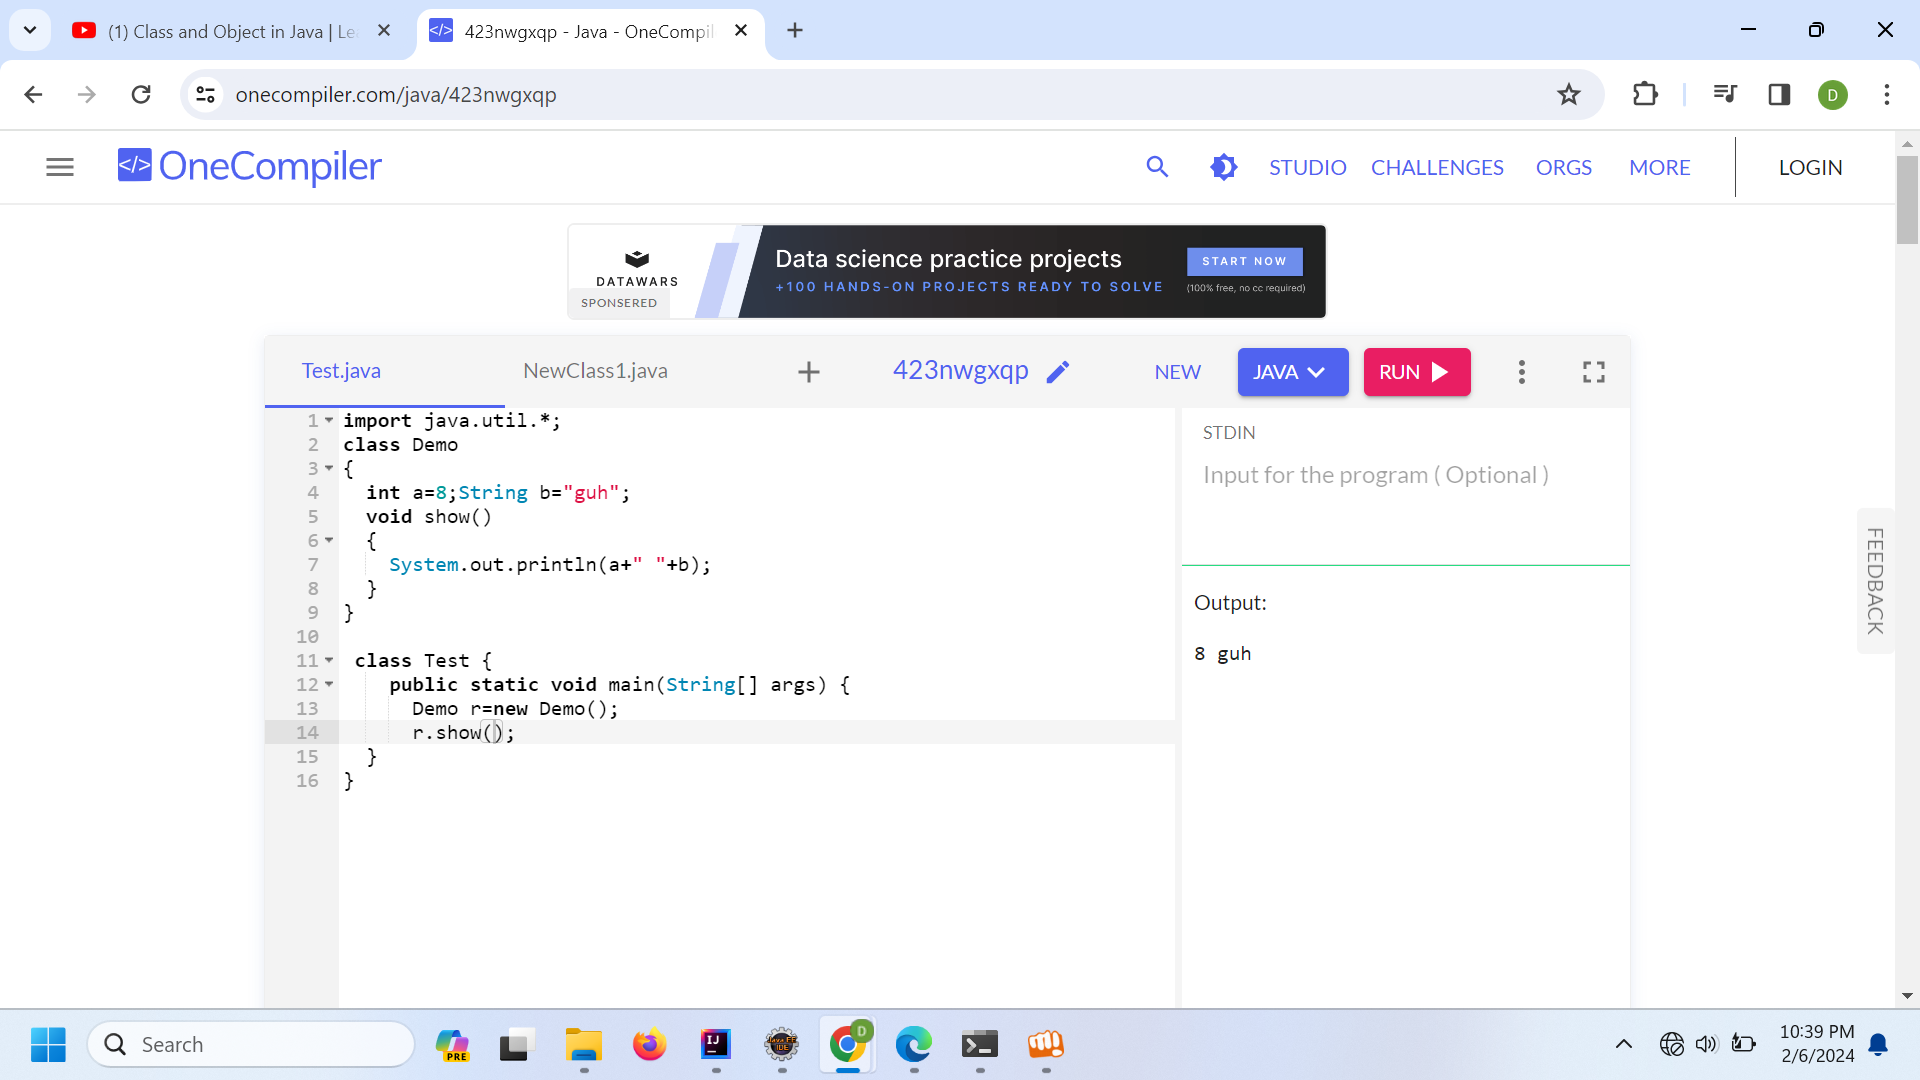 (1) Class and Object in Java | Le
423nwgxqp - Java - OneCompil
onecompiler.com/java/423nwgxqp
D
</> OneCompiler
STUDIO CHALLENGES ORGS MORE LOGIN
DATAWARS
SPONSERED
Data science practice projects
+100 HANDS-ON PROJECTS READY TO SOLVE
START NOW
(100% free, no cc required)
Test.java NewClass1.java + 423nwgxqp NEW JAVA RUN
1 import java.util.*;
2 class Demo
3 {
4 int a=8;String b="guh";
5 void show()
6 {
7 System.out.println(a+" "+b);
8 }
9 }
10
11 class Test {
12 public static void main(String[] args) {
13 Demo r=new Demo();
14 r.show();
15 }
16 }
STDIN
Input for the program ( Optional )
Output:
8 guh
FEEDBACK
Search
PRE
IJ
D
10:39 PM
2/6/2024